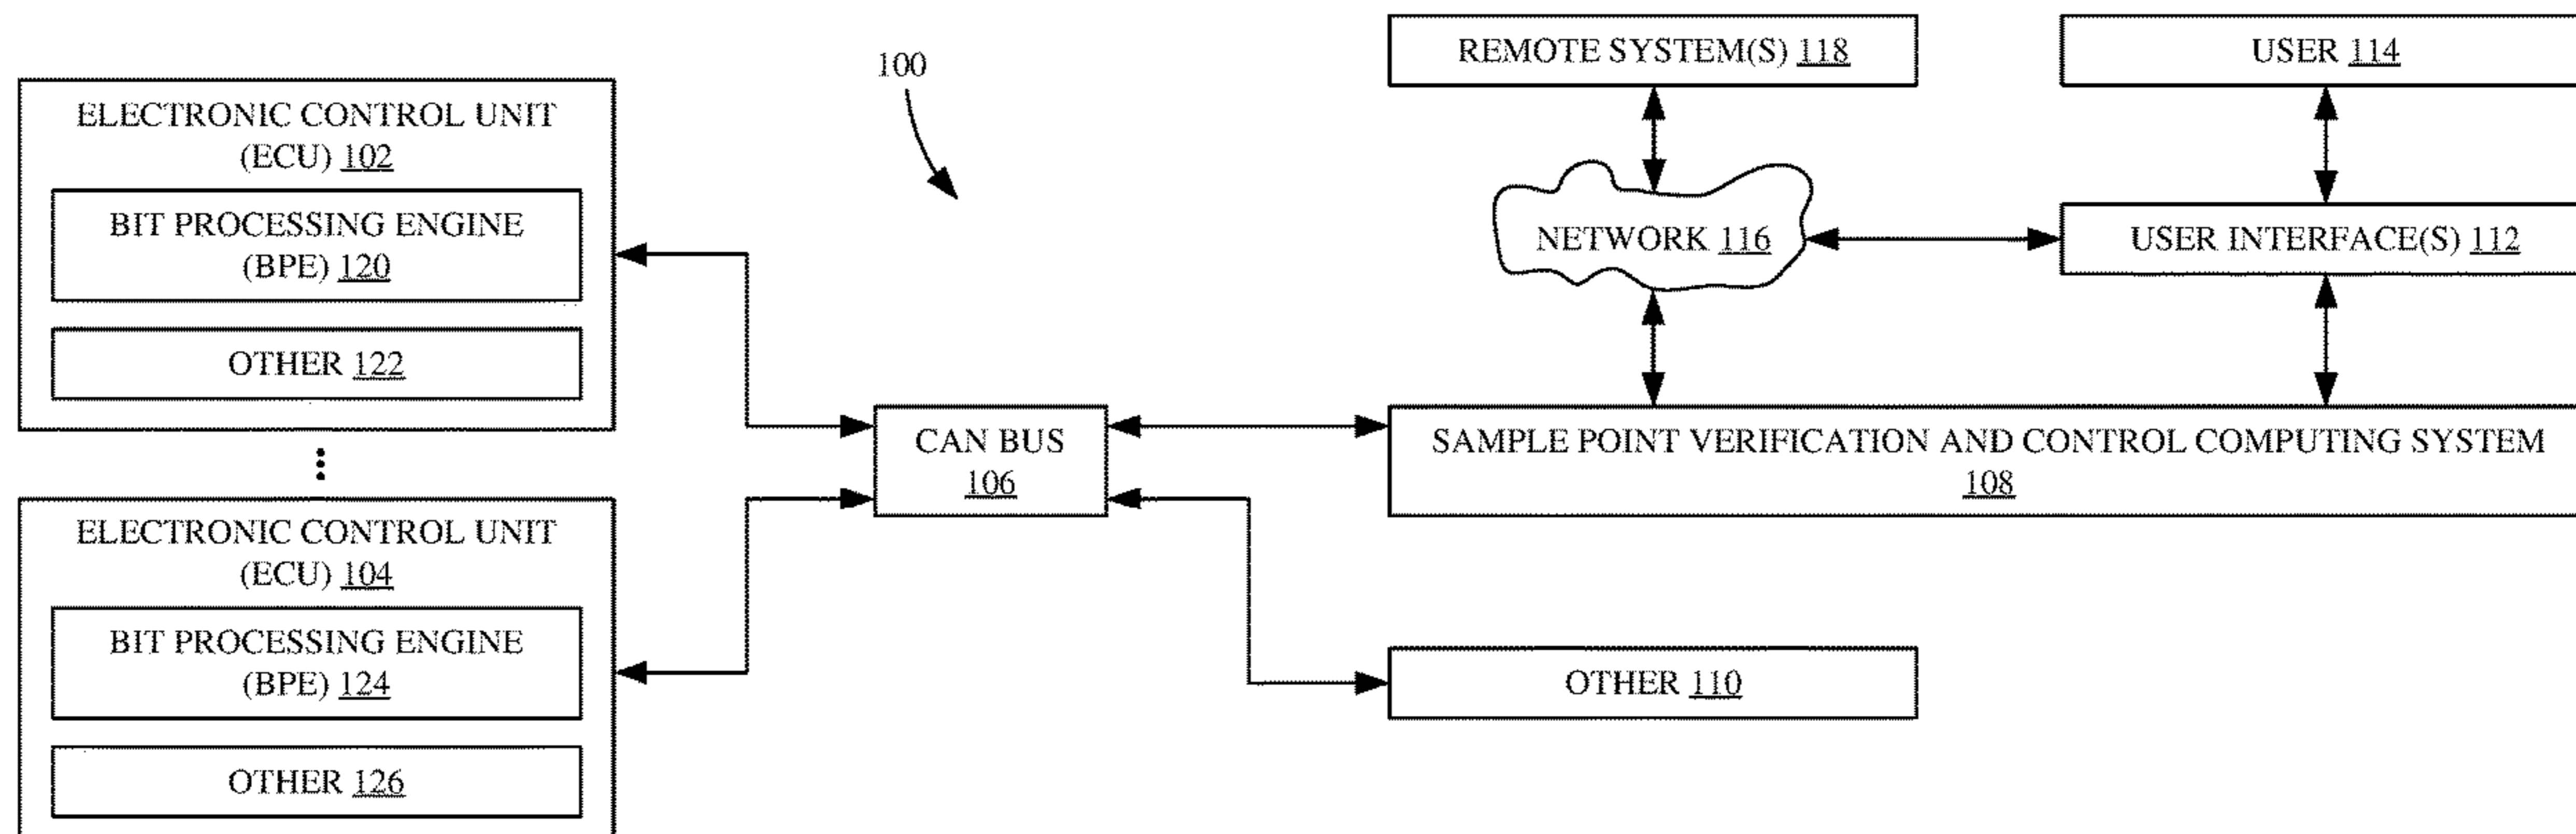 100
ELECTRONIC CONTROL UNIT
(ECU) 102
BIT PROCESSING ENGINE
(BPE) 120
OTHER 122
ELECTRONIC CONTROL UNIT
(ECU) 104
BIT PROCESSING ENGINE
(BPE) 124
OTHER 126
CAN BUS
106
REMOTE SYSTEM(S) 118
USER 114
NETWORK 116
USER INTERFACE(S) 112
SAMPLE POINT VERIFICATION AND CONTROL COMPUTING SYSTEM
108
OTHER 110